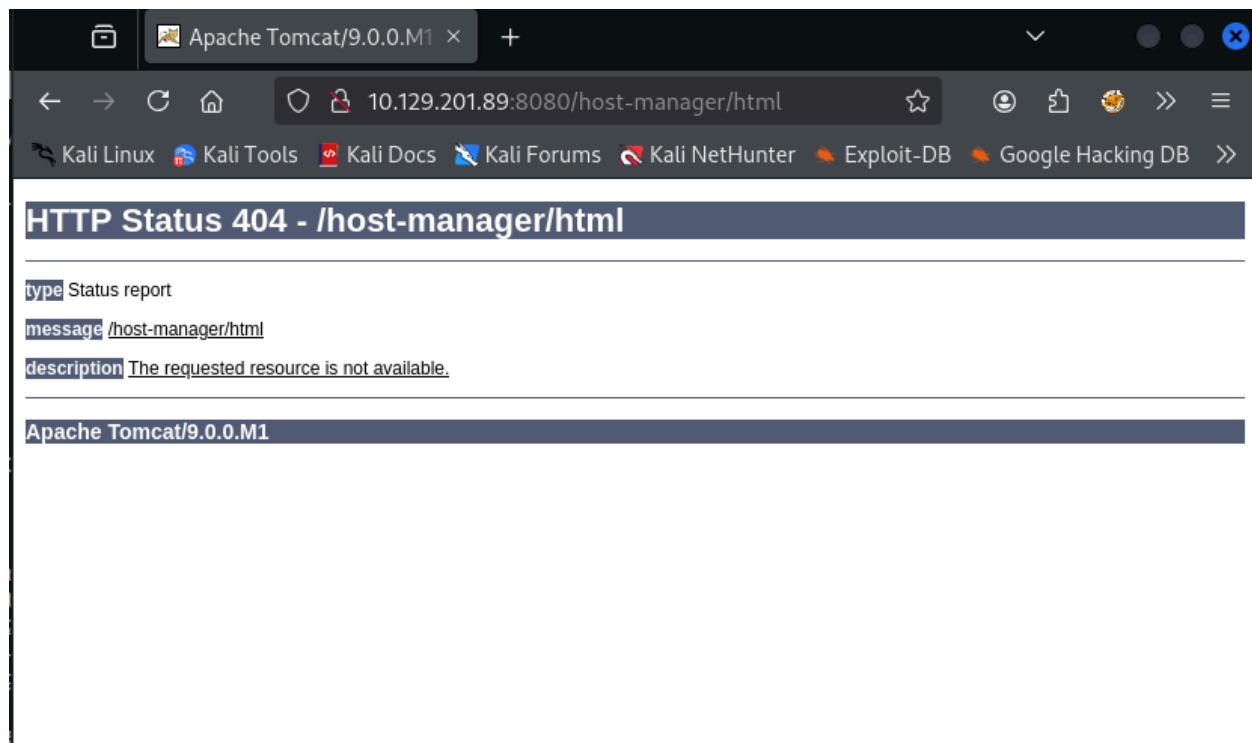 Apache Tomcat/9.0.0.M1
10.129.201.89:8080/host-manager/html
Kali Linux Kali Tools Kali Docs Kali Forums Kali NetHunter Exploit-DB Google Hacking DB
HTTP Status 404 - /host-manager/html
type Status report
message /host-manager/html
description The requested resource is not available.
Apache Tomcat/9.0.0.M1